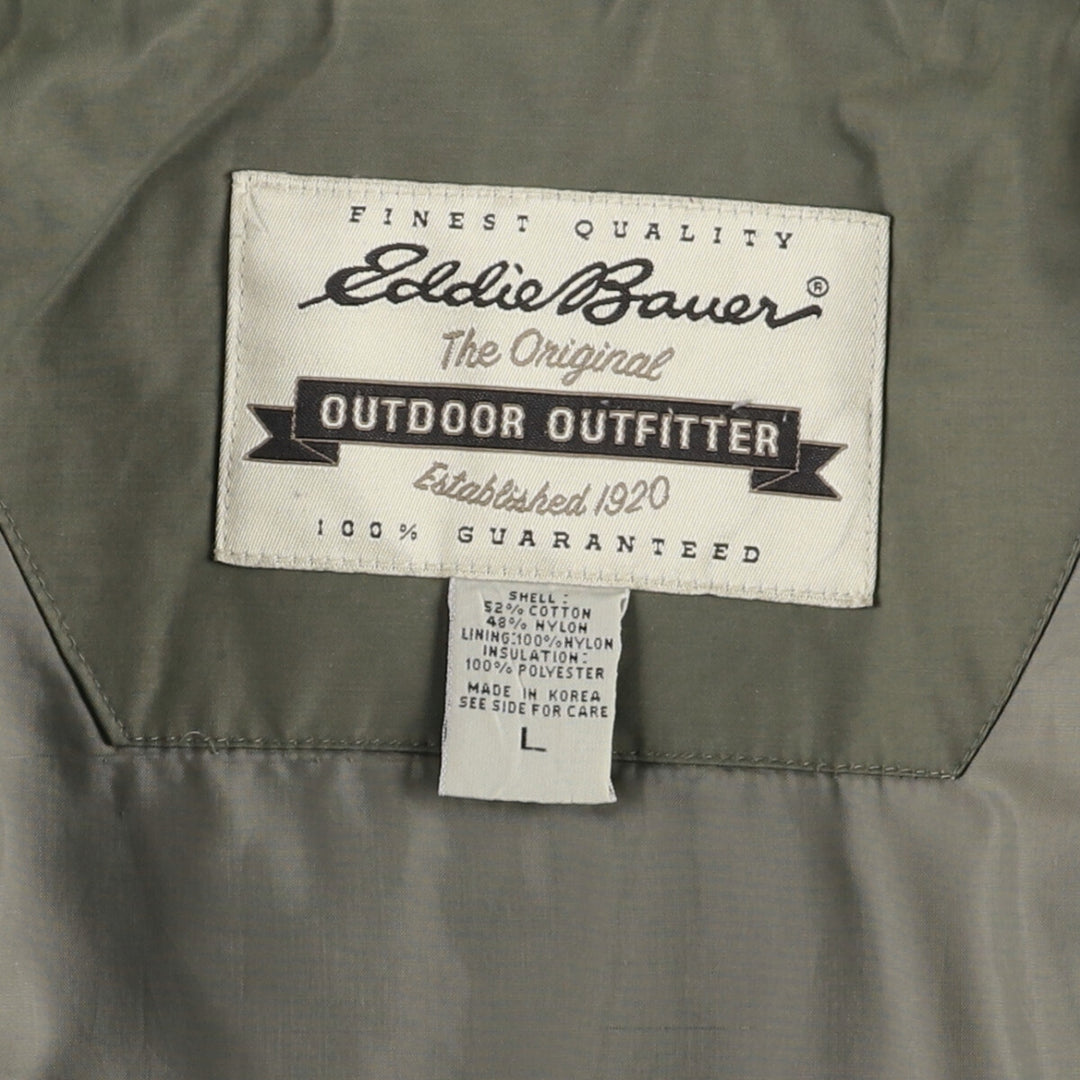 FINEST QUALITY
Eddie Bauer®
The Original
OUTDOOR OUTFITTER
Established 1920
100% GUARANTEED
SHELL:
52% COTTON
48% NYLON
LINING:100%NYLON
INSULATION:
100% POLYESTER
MADE IN KOREA
SEE SIDE FOR CARE
L